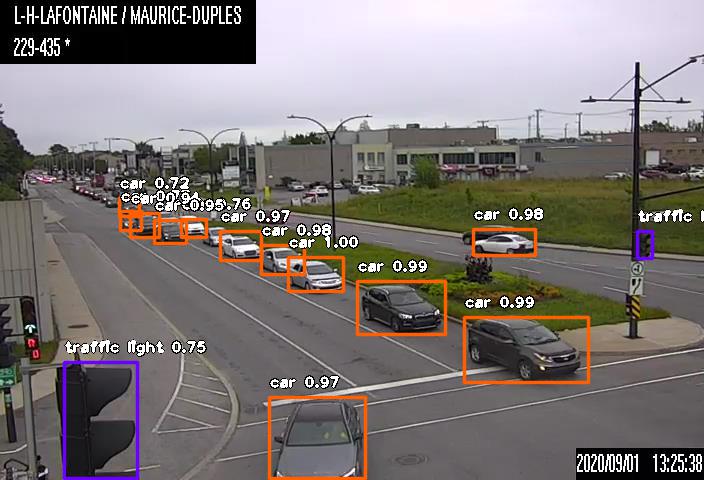 L-H-LAFONTAINE / MAURICE-DUPLES
229-435 *
car 0.72
car 0.97
car 0.98
car 1.00
car 0.98
traffic l
car 0.99
car 0.99
traffic light 0.75
car 0.97
2020/09/01 13:25:38